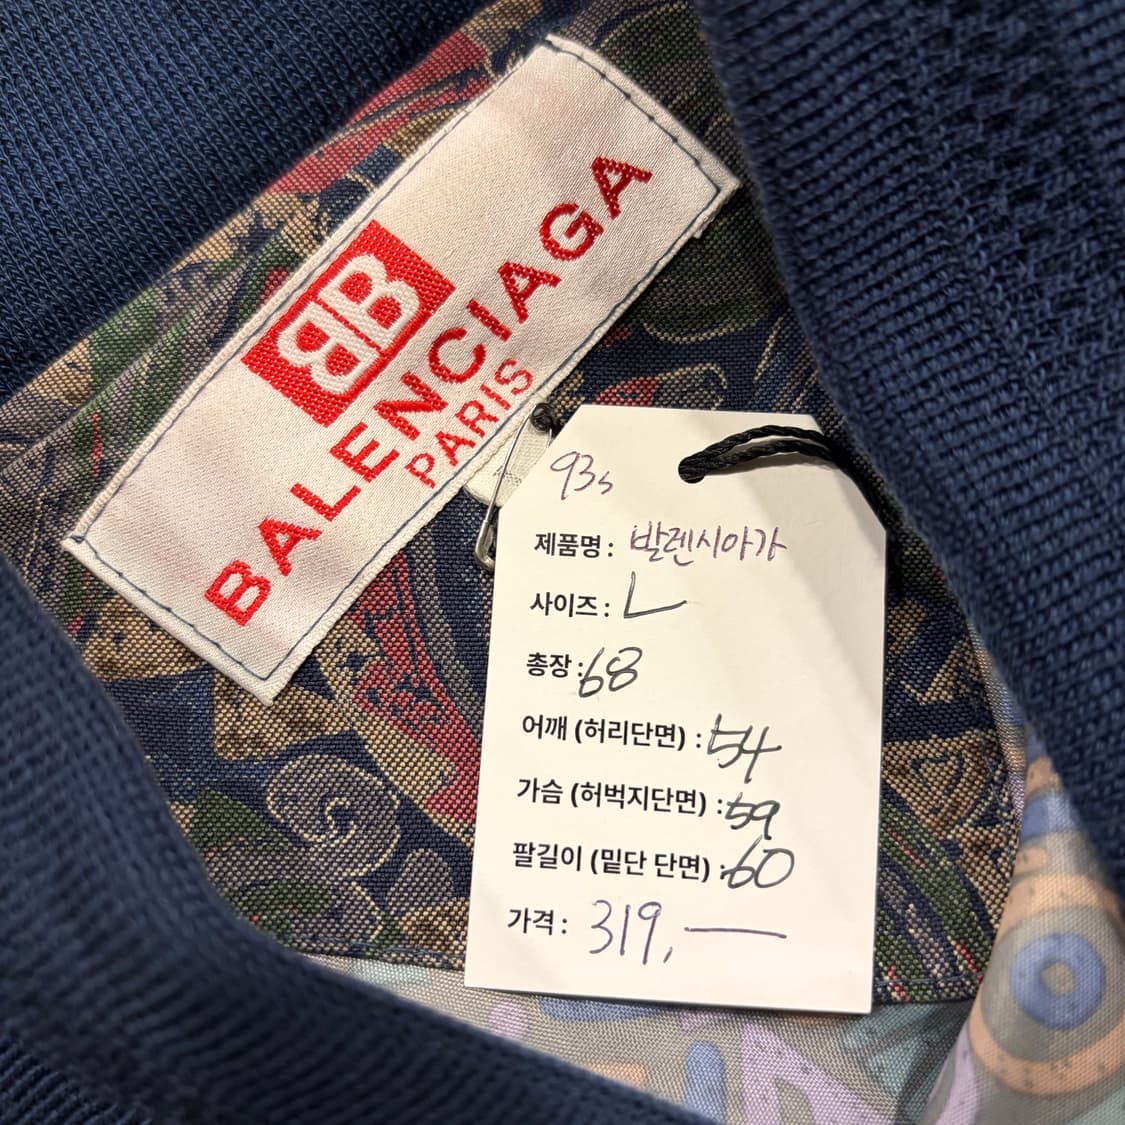 BB
BALENCIAGA
PARIS
93s
제품명 : 발렌시아가
사이즈 : L
총장 : 68
어깨 (허리단면) : 54
가슴 (허벅지단면) : 59
팔길이 (밑단 단면) : 60
가격 : 319,—